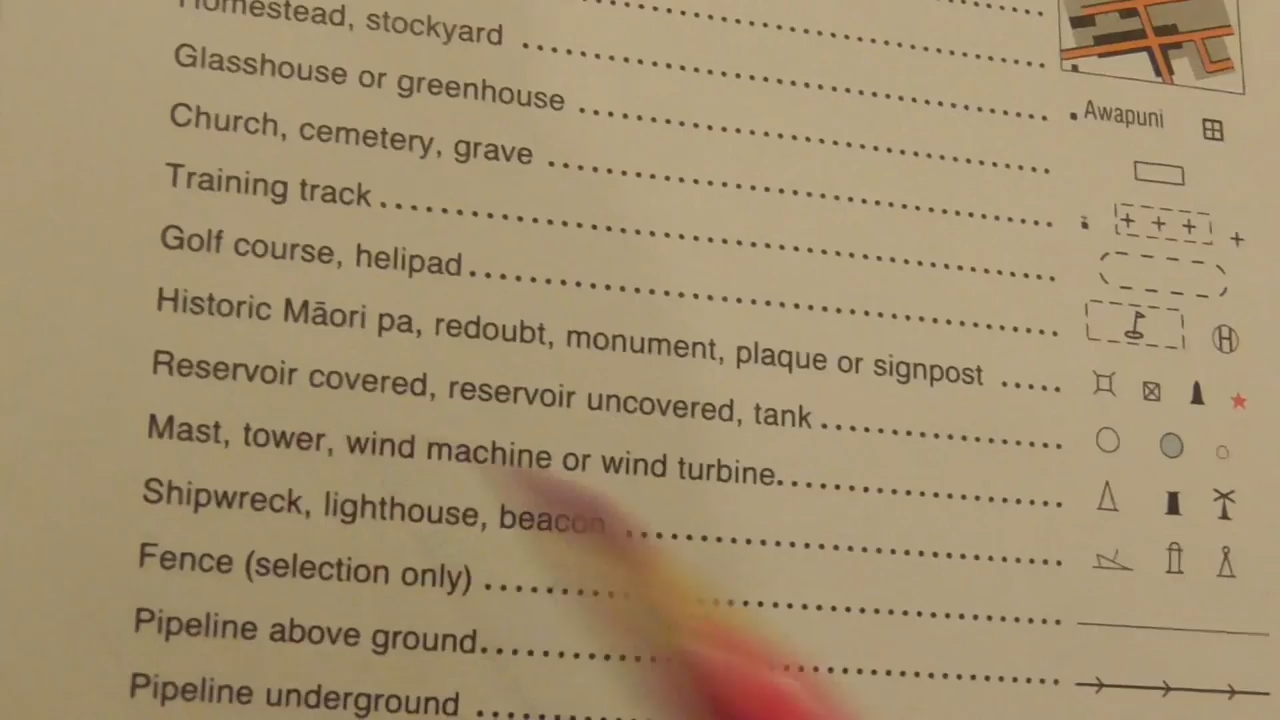 Homestead, stockyard
Awapuni
Glasshouse or greenhouse
Church, cemetery, grave
Training track
Golf course, helipad
H
Historic Māori pa, redoubt, monument, plaque or signpost
Reservoir covered, reservoir uncovered, tank
Mast, tower, wind machine or wind turbine
Shipwreck, lighthouse, beacon
Fence (selection only)
Pipeline above ground
Pipeline underground